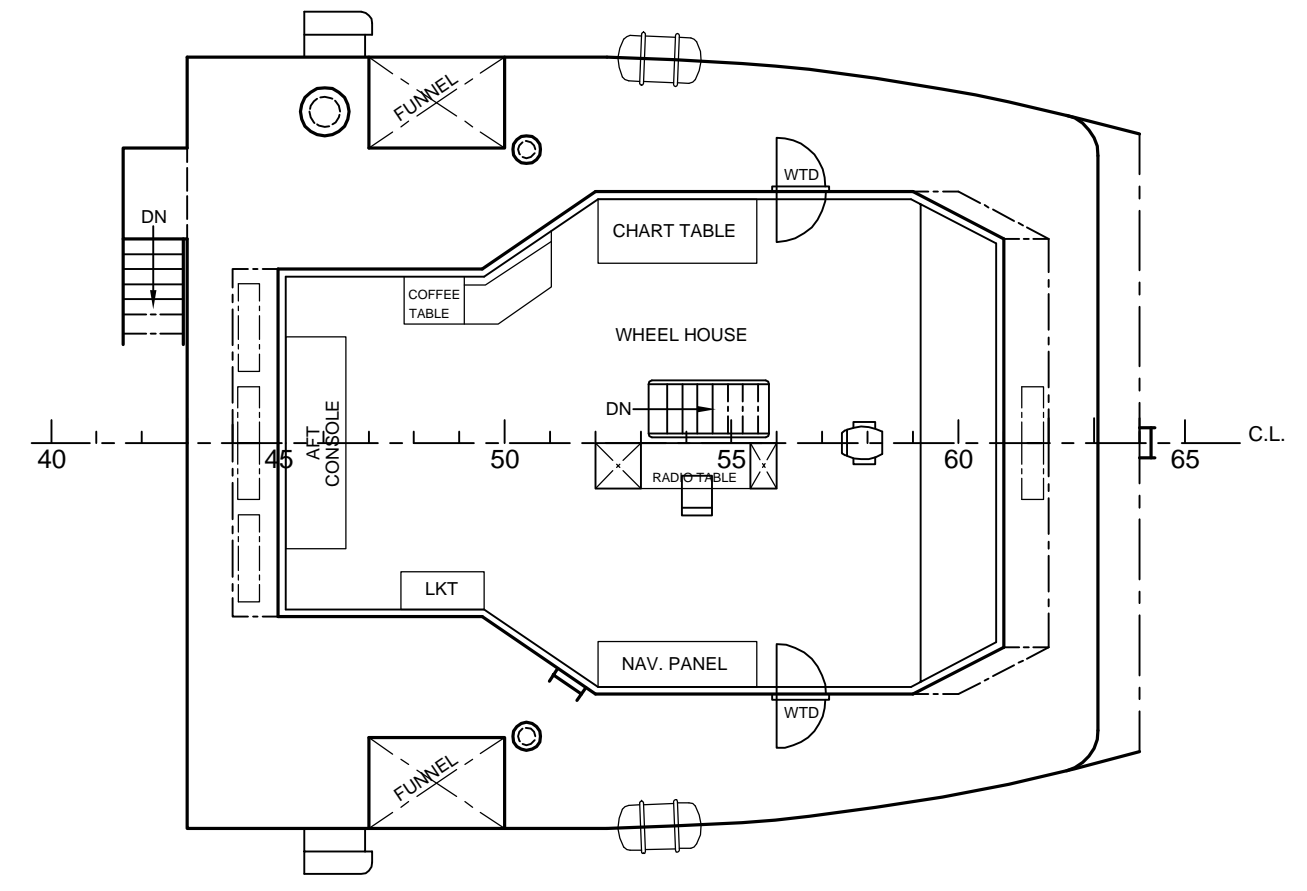 FUNNEL
WTD
DN
CHART TABLE
COFFEE
TABLE
WHEEL HOUSE
DN
AFT
CONSOLE
C.L.
40
45
50
55
60
65
RADIO TABLE
LKT
NAV. PANEL
WTD
FUNNEL